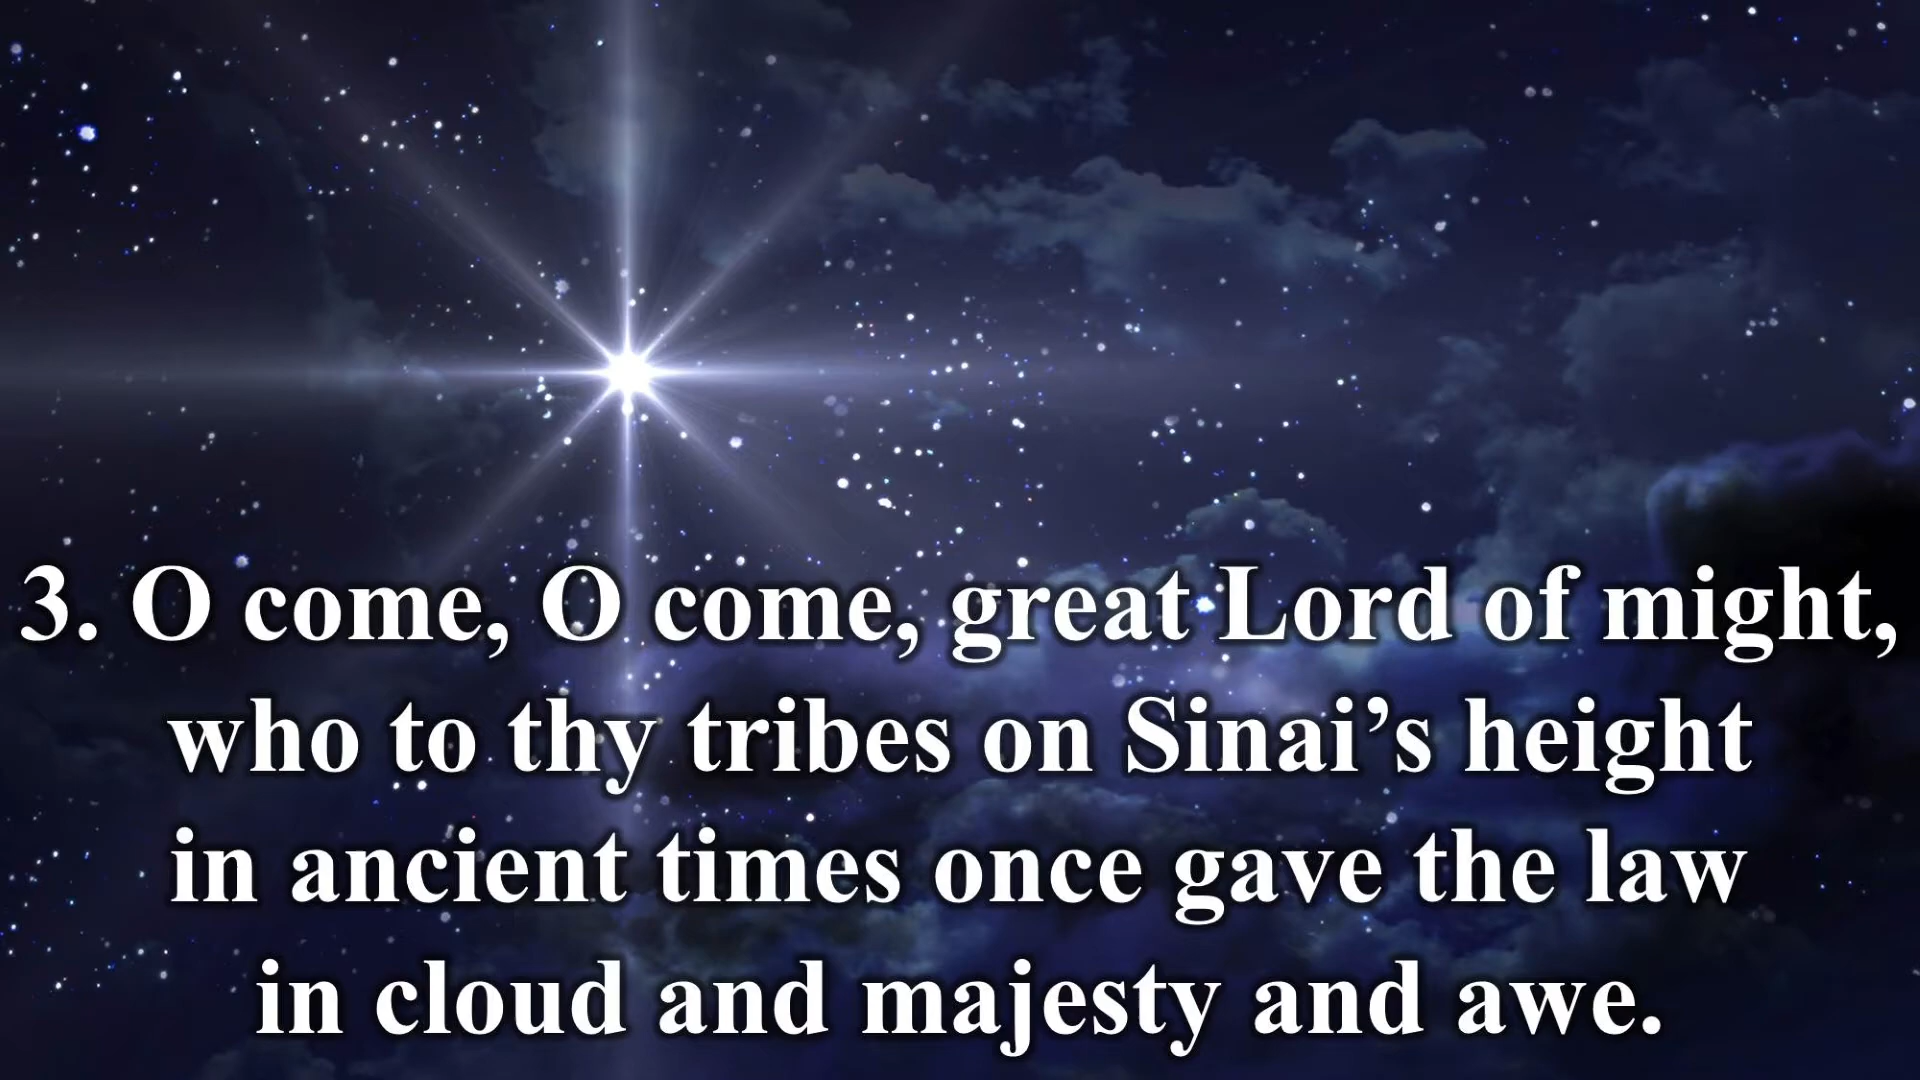 3. O come, O come, great Lord of might,
who to thy tribes on Sinai’s height
in ancient times once gave the law
in cloud and majesty and awe.